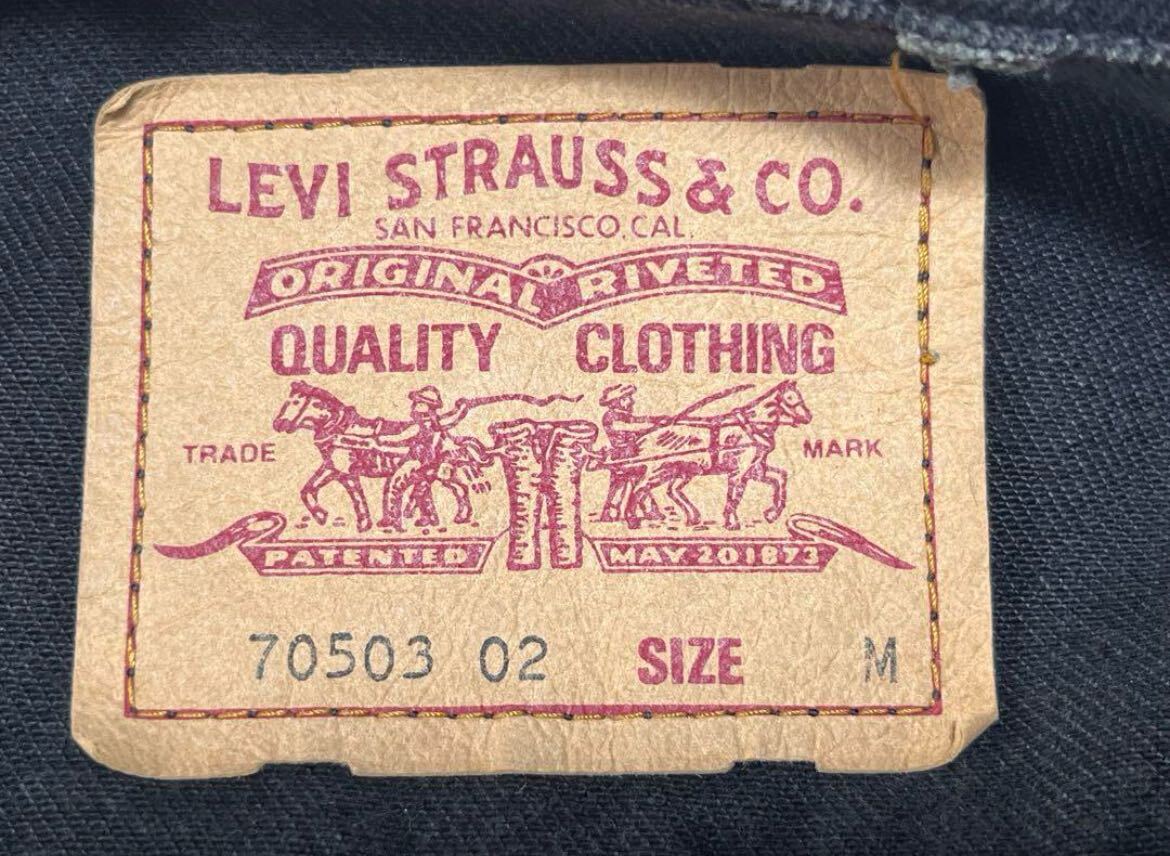 LEVI STRAUSS & CO.
SAN FRANCISCO, CAL.
ORIGINAL RIVETED
QUALITY CLOTHING
TRADE MARK
PATENTED MAY 20 1873
70503 02 SIZE M